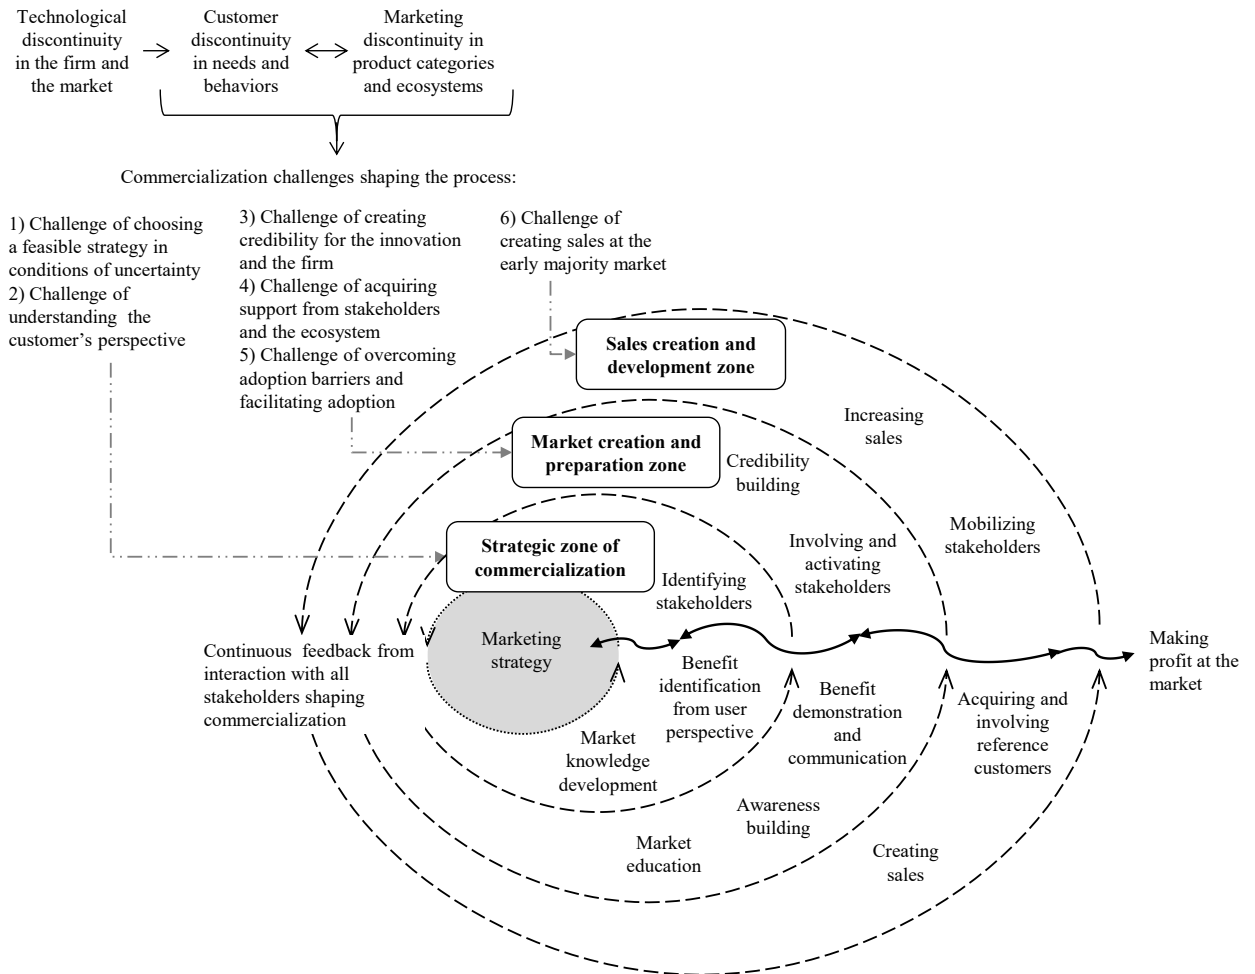 Technological
discontinuity
in the firm and
the market
Customer
discontinuity
in needs and
behaviors
Marketing
discontinuity in
product categories
and ecosystems
Commercialization challenges shaping the process:
1) Challenge of choosing
a feasible strategy in
conditions of uncertainty
2) Challenge of
understanding the
customer’s perspective
3) Challenge of creating
credibility for the innovation
and the firm
4) Challenge of acquiring
support from stakeholders
and the ecosystem
5) Challenge of overcoming
adoption barriers and
facilitating adoption
6) Challenge of
creating sales at the
early majority market
Sales creation and
development zone
Increasing
sales
Market creation and
preparation zone
Credibility
building
Mobilizing
stakeholders
Strategic zone of
commercialization
Involving and
activating
stakeholders
Identifying
stakeholders
Marketing
strategy
Continuous feedback from
interaction with all
stakeholders shaping
commercialization
Making
profit at the
market
Benefit
identification
from user
perspective
Benefit
demonstration
and
communication
Acquiring and
involving
reference
customers
Market
knowledge
development
Awareness
building
Market
education
Creating
sales